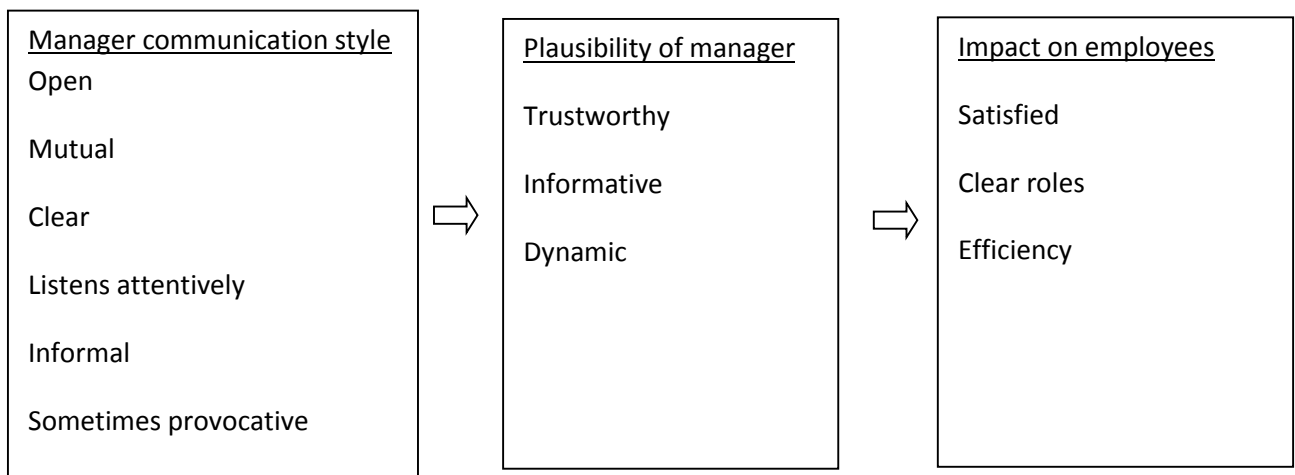 Manager communication style
Open
Mutual
Clear
Listens attentively
Informal
Sometimes provocative
Plausibility of manager
Trustworthy
Informative
Dynamic
Impact on employees
Satisfied
Clear roles
Efficiency